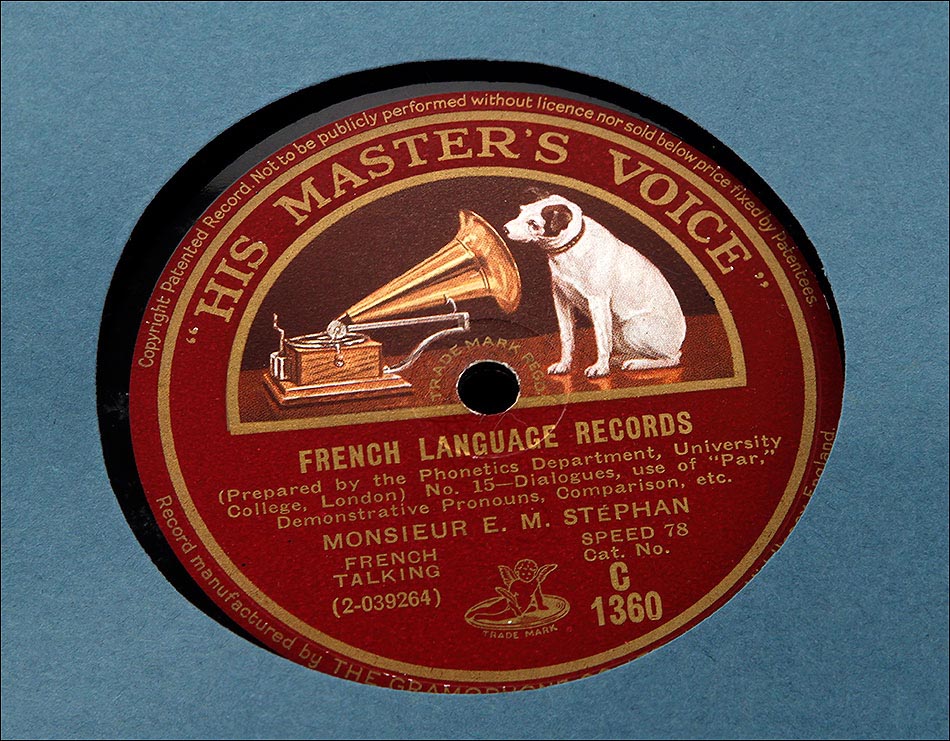 Copyright Patented Record. Not to be publicly performed without licence nor sold below price fixed by Patentees.
"HIS MASTER'S VOICE"
TRADE MARK REGD
FRENCH LANGUAGE RECORDS
(Prepared by the Phonetics Department, University
College, London) No. 15—Dialogues, use of "Par,"
Demonstrative Pronouns, Comparison, etc.
MONSIEUR E. M. STÉPHAN
FRENCH
TALKING
(2-039264)
SPEED 78
Cat. No.
C
1360
TRADE MARK
Record manufactured by THE GRAMOPHONE
England.